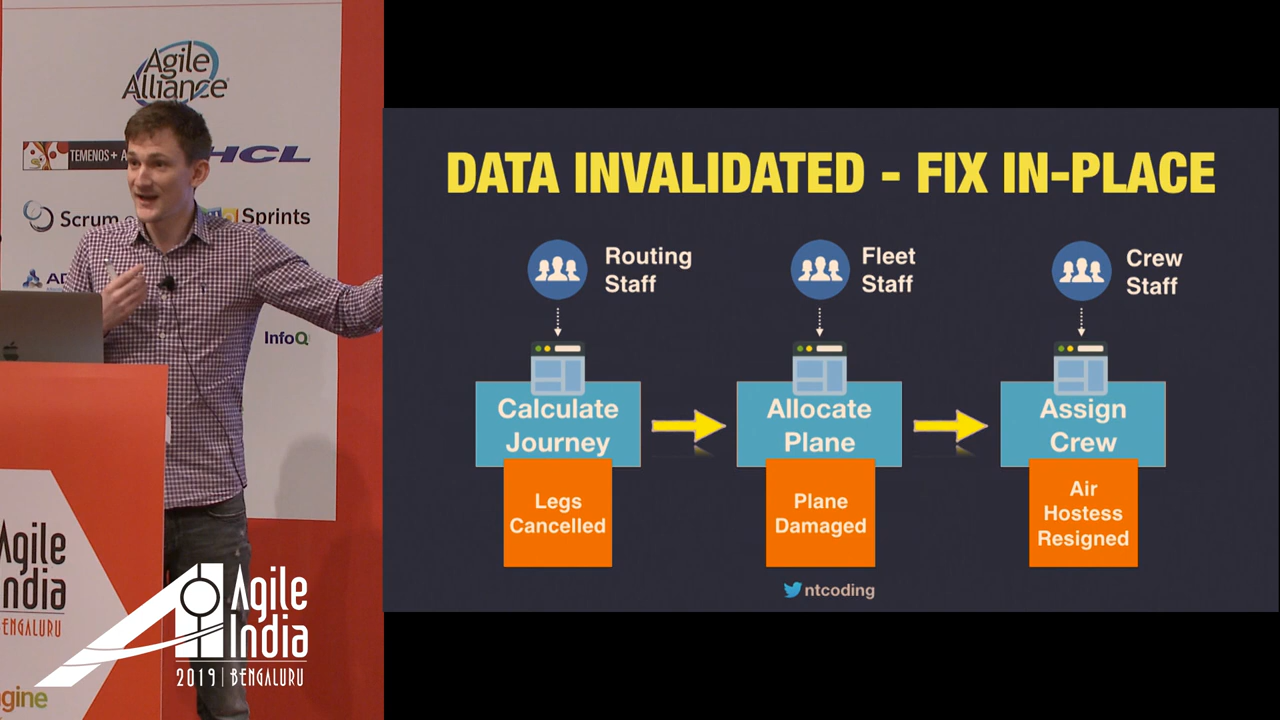 Agile
Alliance
TEMENOS + A
HCL
Scrum
Sprints
InfoQ
Agile
India
BENGALURU
gine
Agile
India
2019 | BENGALURU
DATA INVALIDATED - FIX IN-PLACE
Routing
Staff
Fleet
Staff
Crew
Staff
Calculate
Journey
Allocate
Plane
Assign
Crew
Legs
Cancelled
Plane
Damaged
Air
Hostess
Resigned
ntcoding